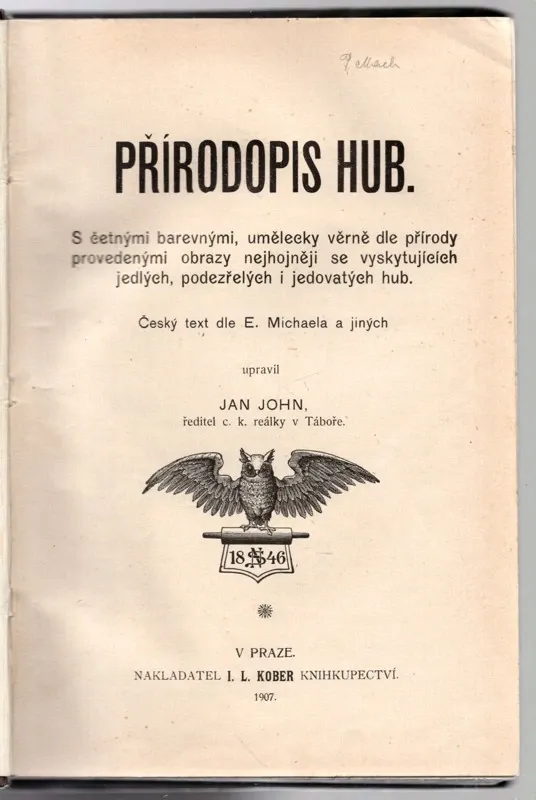 PŘÍRODOPIS HUB.
S četnými barevnými, umělecky věrně dle přírody
provedenými obrazy nejhojněji se vyskytujících
jedlých, podezřelých i jedovatých hub.
Český text dle E. Michaela a jiných
upravil
JAN JOHN,
ředitel c. k. reálky v Táboře.
18 46
V PRAZE.
NAKLADATEL I. L. KOBER KNIHKUPECTVÍ.
1907.